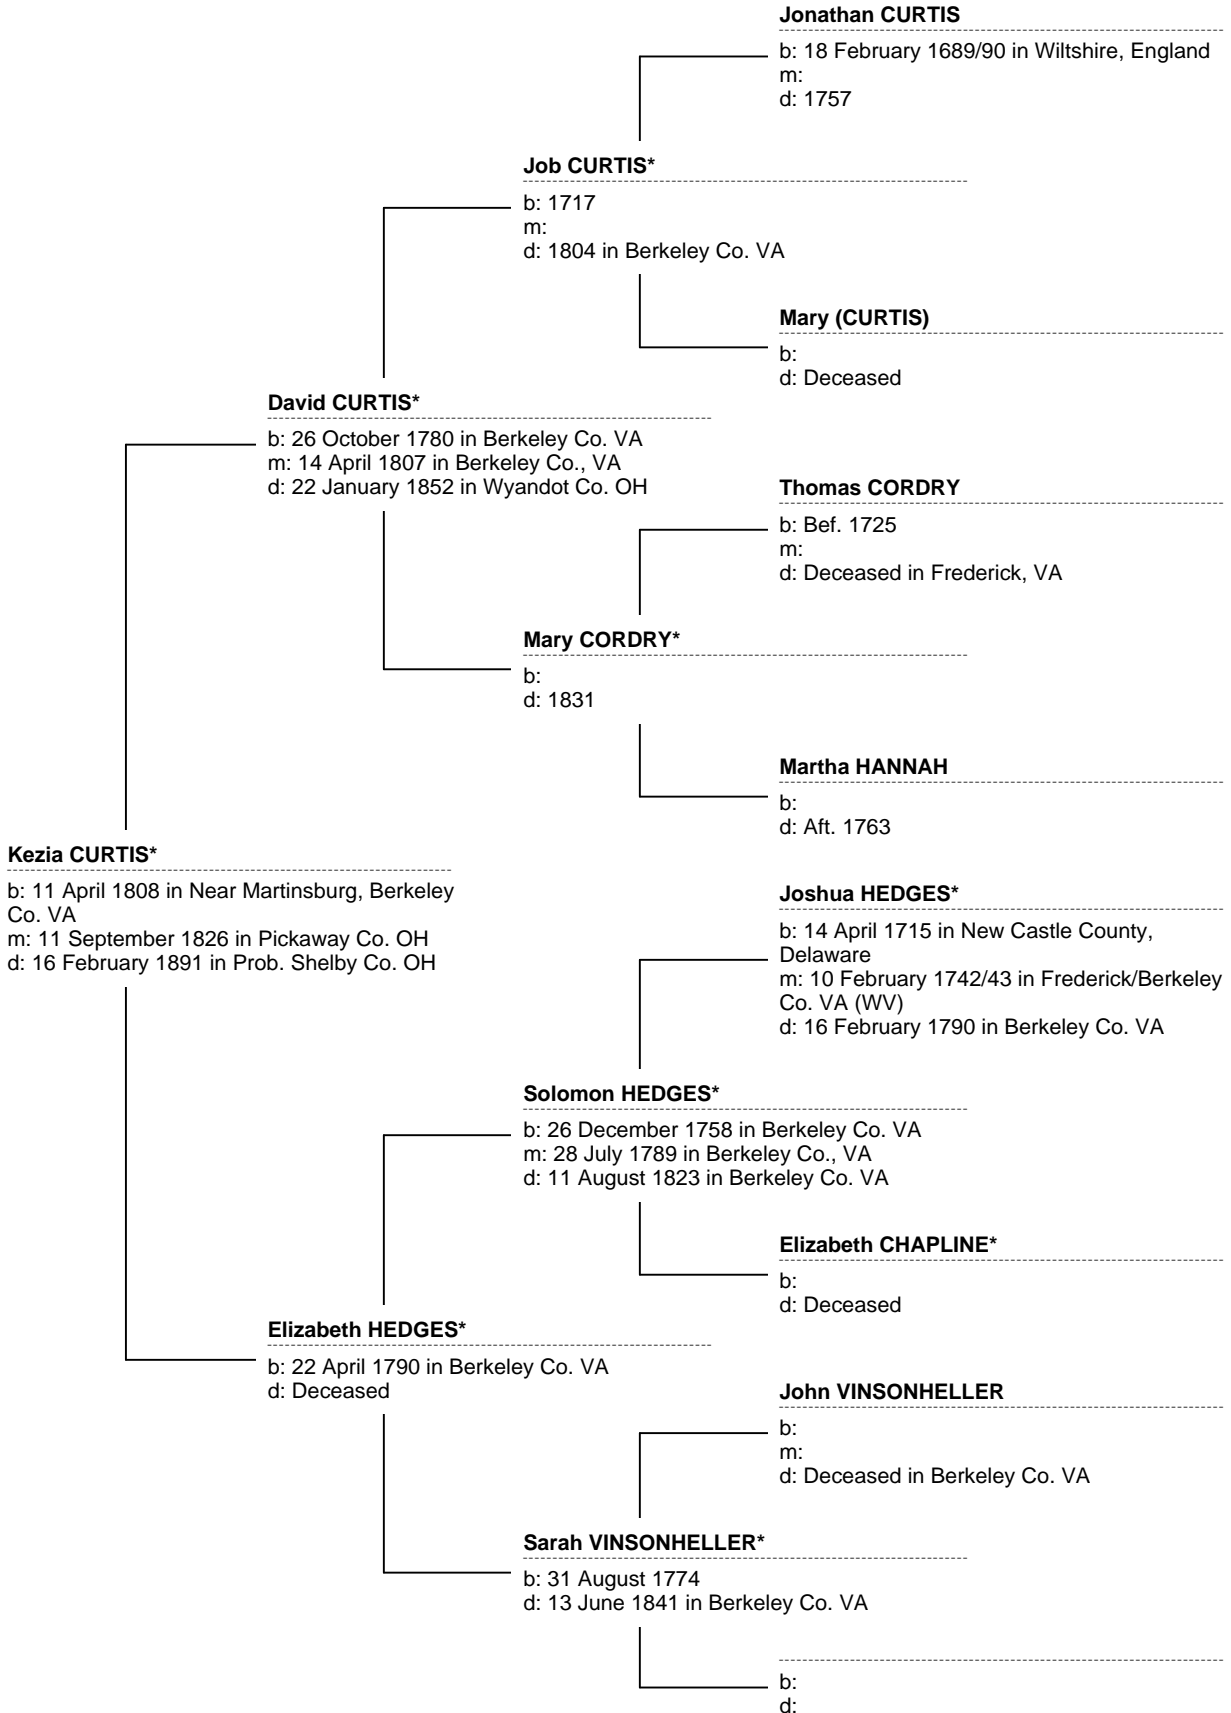 Jonathan CURTIS
b: 18 February 1689/90 in Wiltshire, England
m:
d: 1757
Job CURTIS*
b: 1717
m:
d: 1804 in Berkeley Co. VA
Mary (CURTIS)
b:
d: Deceased
David CURTIS*
b: 26 October 1780 in Berkeley Co. VA
m: 14 April 1807 in Berkeley Co., VA
d: 22 January 1852 in Wyandot Co. OH
Thomas CORDRY
b: Bef. 1725
m:
d: Deceased in Frederick, VA
Mary CORDRY*
b:
d: 1831
Martha HANNAH
b:
d: Aft. 1763
Kezia CURTIS*
b: 11 April 1808 in Near Martinsburg, Berkeley
Co. VA
m: 11 September 1826 in Pickaway Co. OH
d: 16 February 1891 in Prob. Shelby Co. OH
Joshua HEDGES*
b: 14 April 1715 in New Castle County,
Delaware
m: 10 February 1742/43 in Frederick/Berkeley
Co. VA (WV)
d: 16 February 1790 in Berkeley Co. VA
Solomon HEDGES*
b: 26 December 1758 in Berkeley Co. VA
m: 28 July 1789 in Berkeley Co., VA
d: 11 August 1823 in Berkeley Co. VA
Elizabeth CHAPLINE*
b:
d: Deceased
Elizabeth HEDGES*
b: 22 April 1790 in Berkeley Co. VA
d: Deceased
John VINSONHELLER
b:
m:
d: Deceased in Berkeley Co. VA
Sarah VINSONHELLER*
b: 31 August 1774
d: 13 June 1841 in Berkeley Co. VA
b:
d: